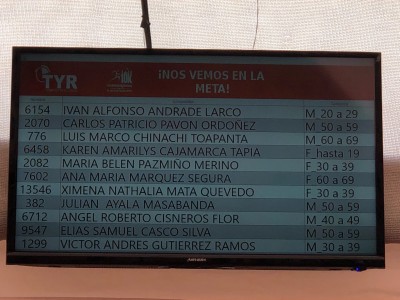 TYR
¡NOS VEMOS EN LA
META!
6154 IVAN ALFONSO ANDRADE LARCO M_20 a 29
2070 CARLOS PATRICIO PAVON ORDOÑEZ M_50 a 59
776 LUIS MARCO CHINACHI TOAPANTA M_60 a 69
6458 KAREN AMARILYS CAJAMARCA TAPIA F_hasta 19
2082 MARIA BELEN PAZMIÑO MERINO F_30 a 39
7602 ANA MARIA MARQUEZ SEGURA F_60 a 69
13546 XIMENA NATHALIA MATA QUEVEDO F_30 a 39
382 JULIAN AYALA MASABANDA M_50 a 59
6712 ANGEL ROBERTO CISNEROS FLOR M_40 a 49
9547 ELIAS SAMUEL CASCO SILVA M_50 a 59
1299 VICTOR ANDRES GUTIERREZ RAMOS M_30 a 39